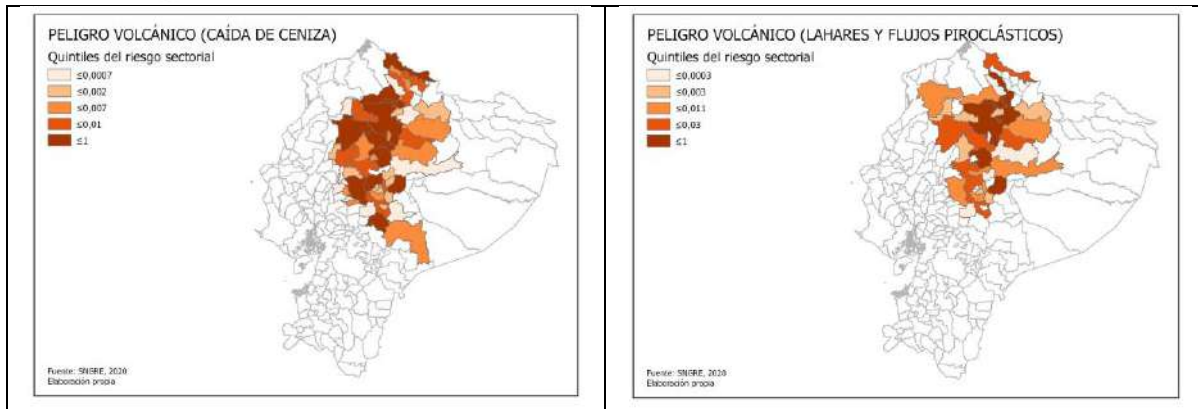 PELIGRO VOLCÁNICO (CAÍDA DE CENIZA)
Quintiles del riesgo sectorial
≤0,0007
≤0,002
≤0,007
≤0,01
≤1
Fuente: SNGRE, 2020
Elaboración propia
PELIGRO VOLCÁNICO (LAHARES Y FLUJOS PIROCLÁSTICOS)
Quintiles del riesgo sectorial
≤0,0003
≤0,003
≤0,011
≤0,03
≤1
Fuente: SNGRE, 2020
Elaboración propia